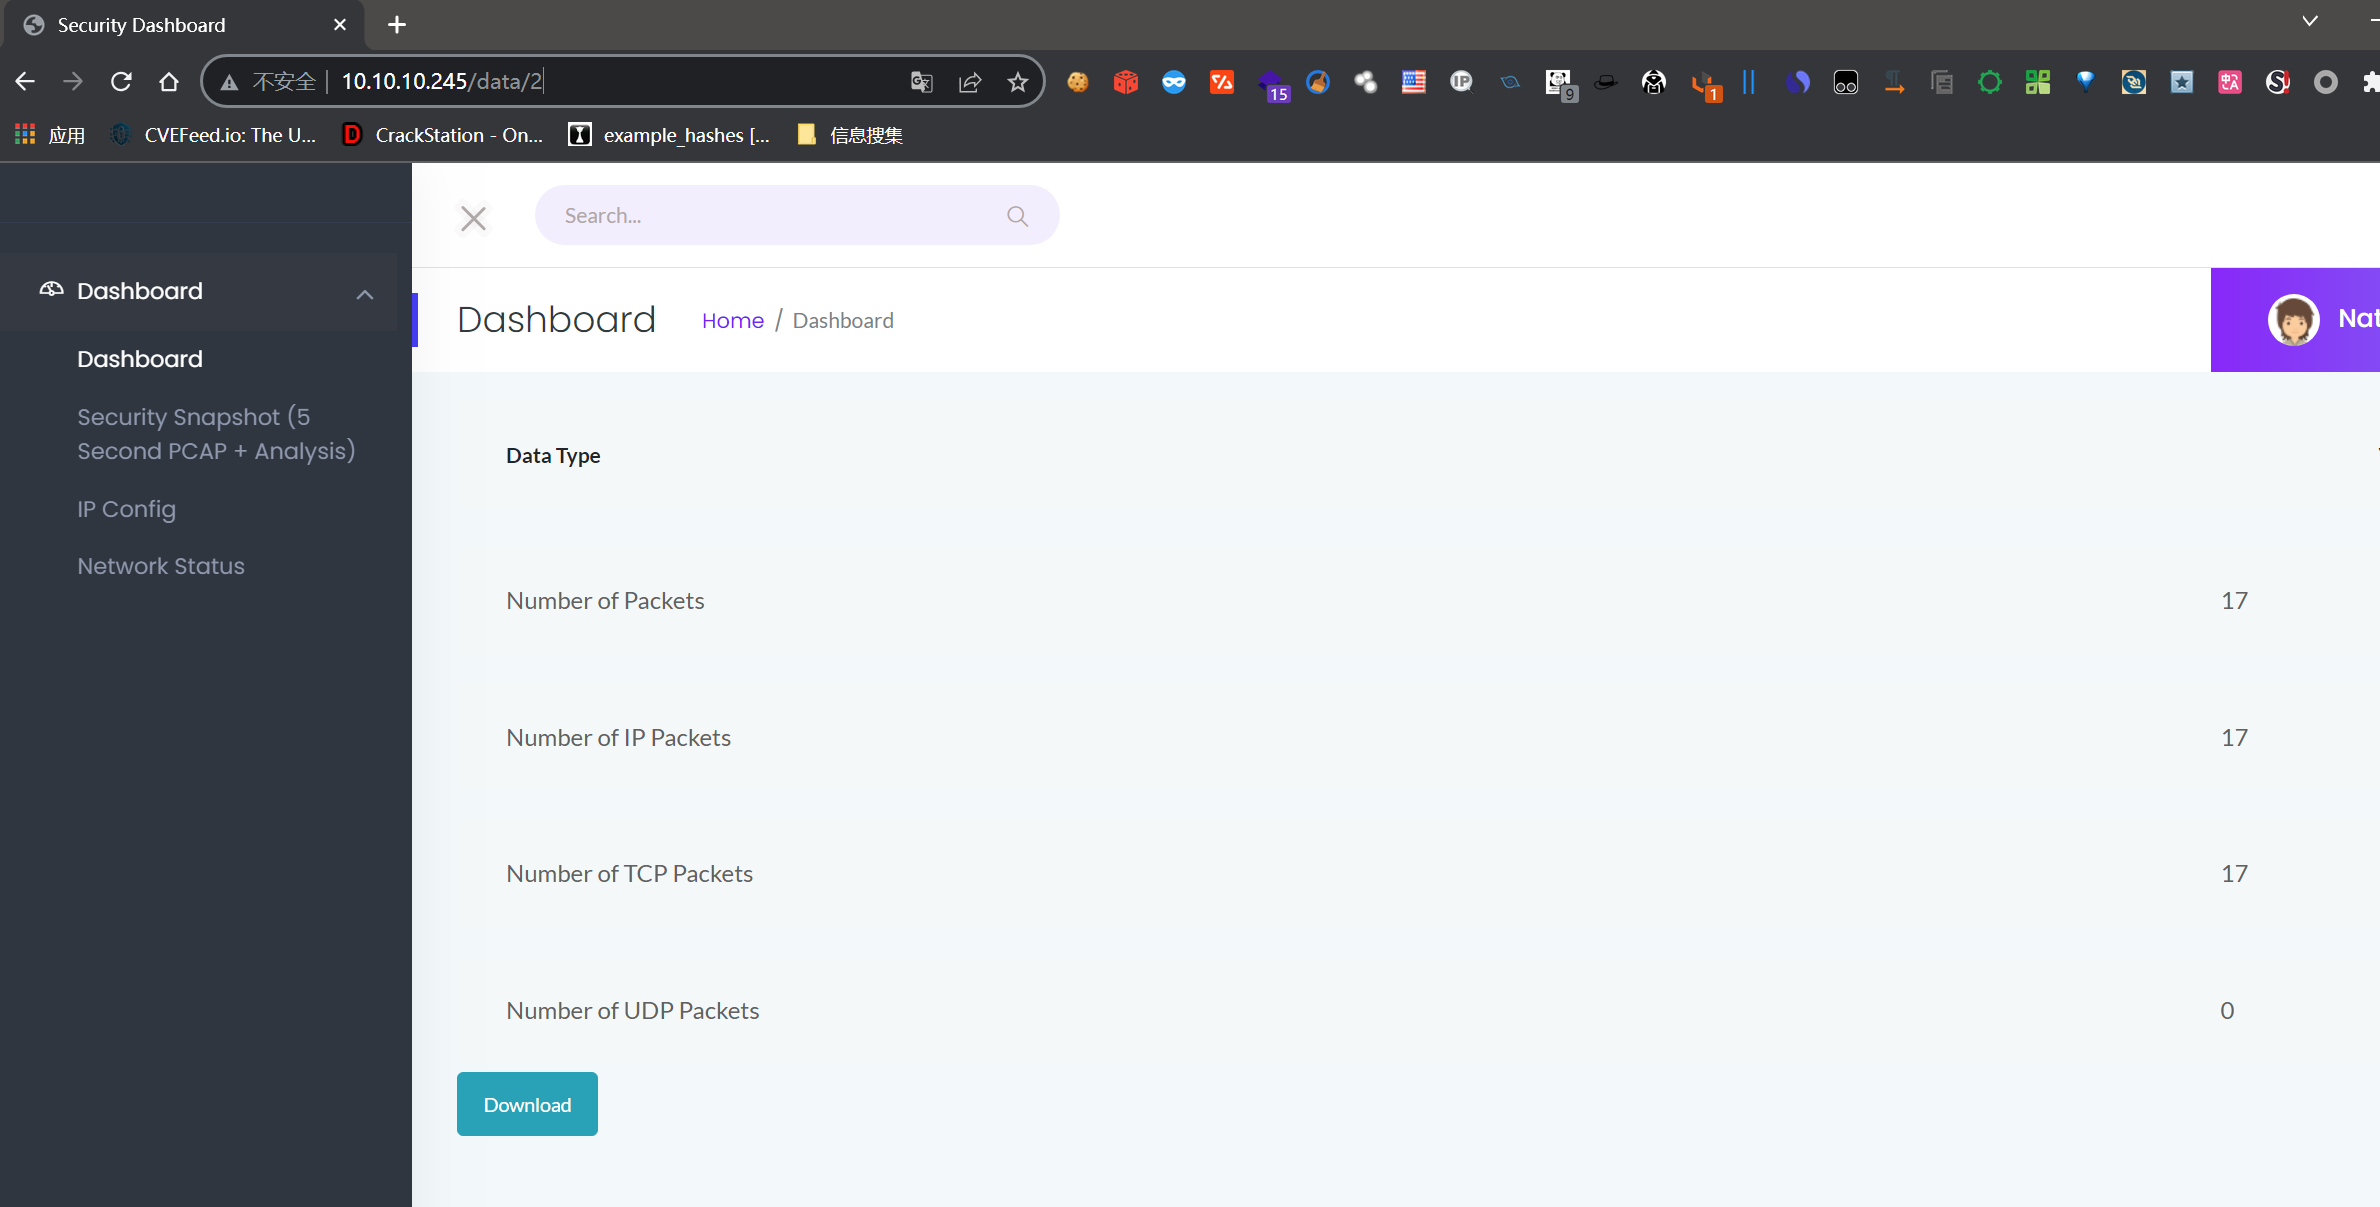 Security Dashboard
不安全 | 10.10.10.245/data/2
15
9
1
应用
CVEFeed.io: The U...
CrackStation - On...
example_hashes [...
信息搜集
Search...
Dashboard
Dashboard
Security Snapshot (5
Second PCAP + Analysis)
IP Config
Network Status
Dashboard
Home / Dashboard
Nat
Data Type
Number of Packets 17
Number of IP Packets 17
Number of TCP Packets 17
Number of UDP Packets 0
Download